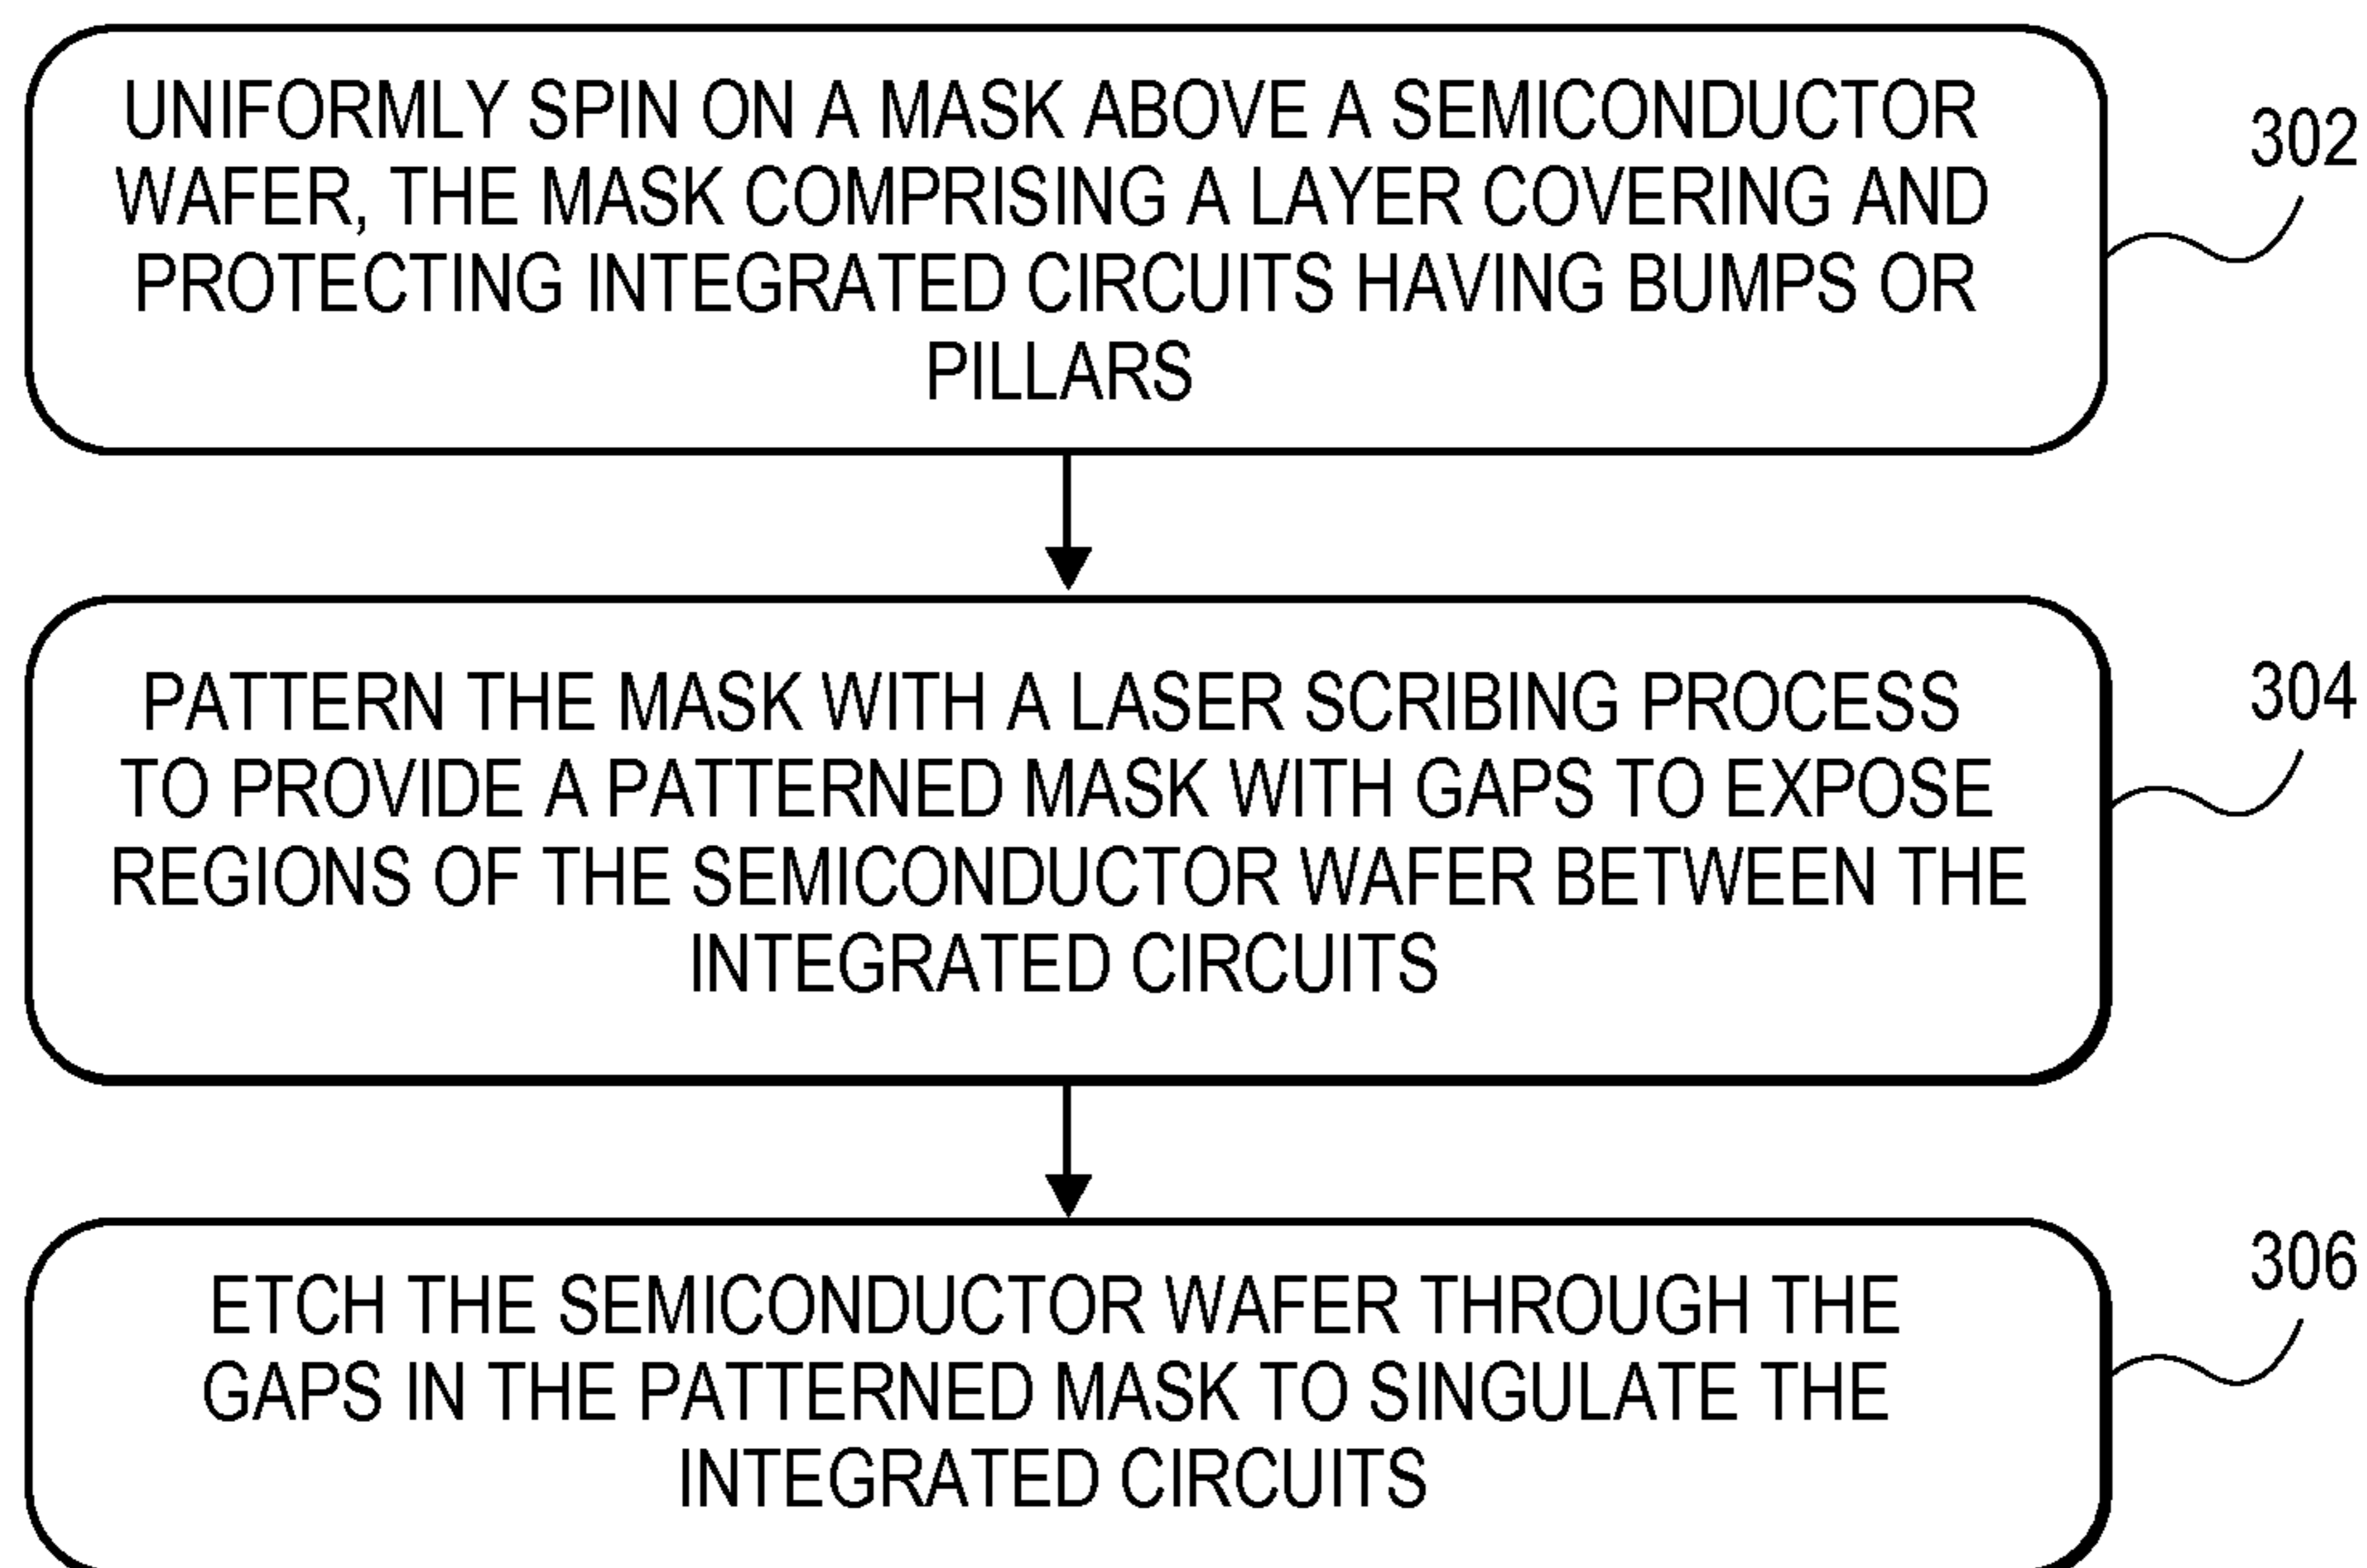 UNIFORMLY SPIN ON A MASK ABOVE A SEMICONDUCTOR
WAFER, THE MASK COMPRISING A LAYER COVERING AND
PROTECTING INTEGRATED CIRCUITS HAVING BUMPS OR
PILLARS
302
PATTERN THE MASK WITH A LASER SCRIBING PROCESS
TO PROVIDE A PATTERNED MASK WITH GAPS TO EXPOSE
REGIONS OF THE SEMICONDUCTOR WAFER BETWEEN THE
INTEGRATED CIRCUITS
304
ETCH THE SEMICONDUCTOR WAFER THROUGH THE
GAPS IN THE PATTERNED MASK TO SINGULATE THE
INTEGRATED CIRCUITS
306